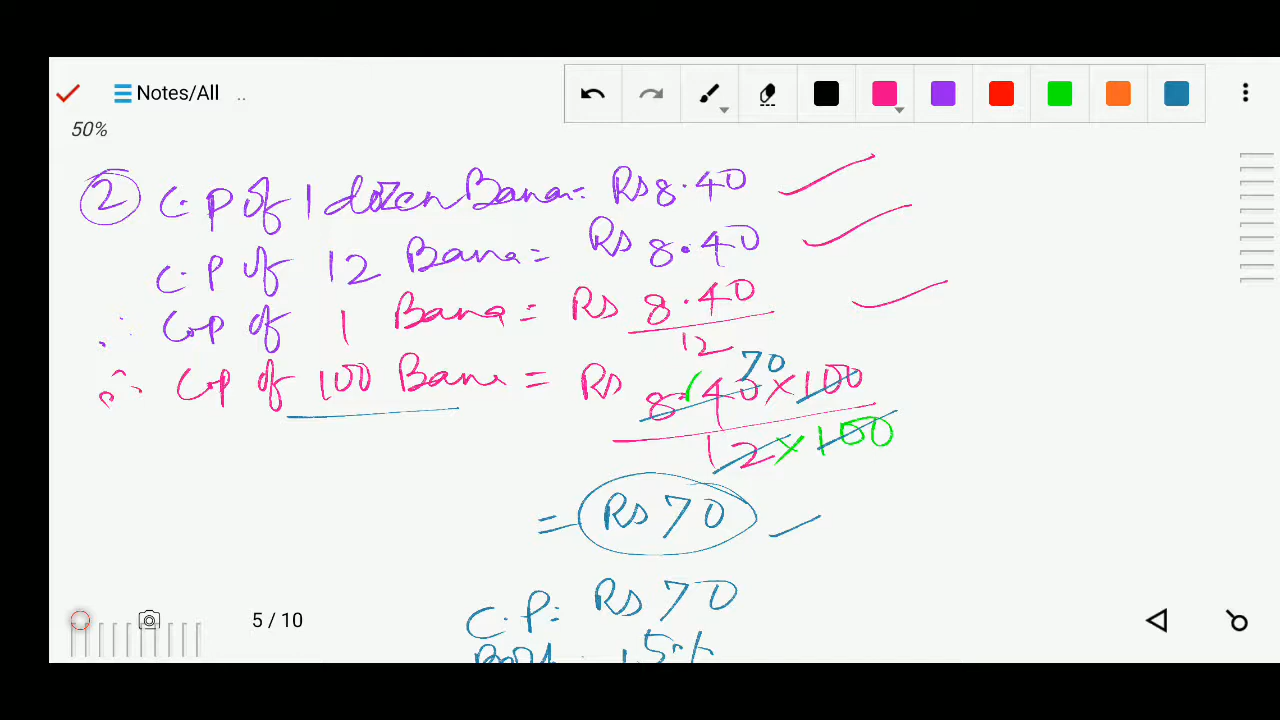 Notes/All ..
50%
② C.P of 1 dozen Bana= Rs 8.40
C.P of 12 Bana= Rs 8.40
∴ C.p of 1 Bana = Rs 8.40/12
∴ C.p of 100 Bana = Rs 840×100/12×100 70
= Rs 70
C.P= Rs 70
15%
5 / 10